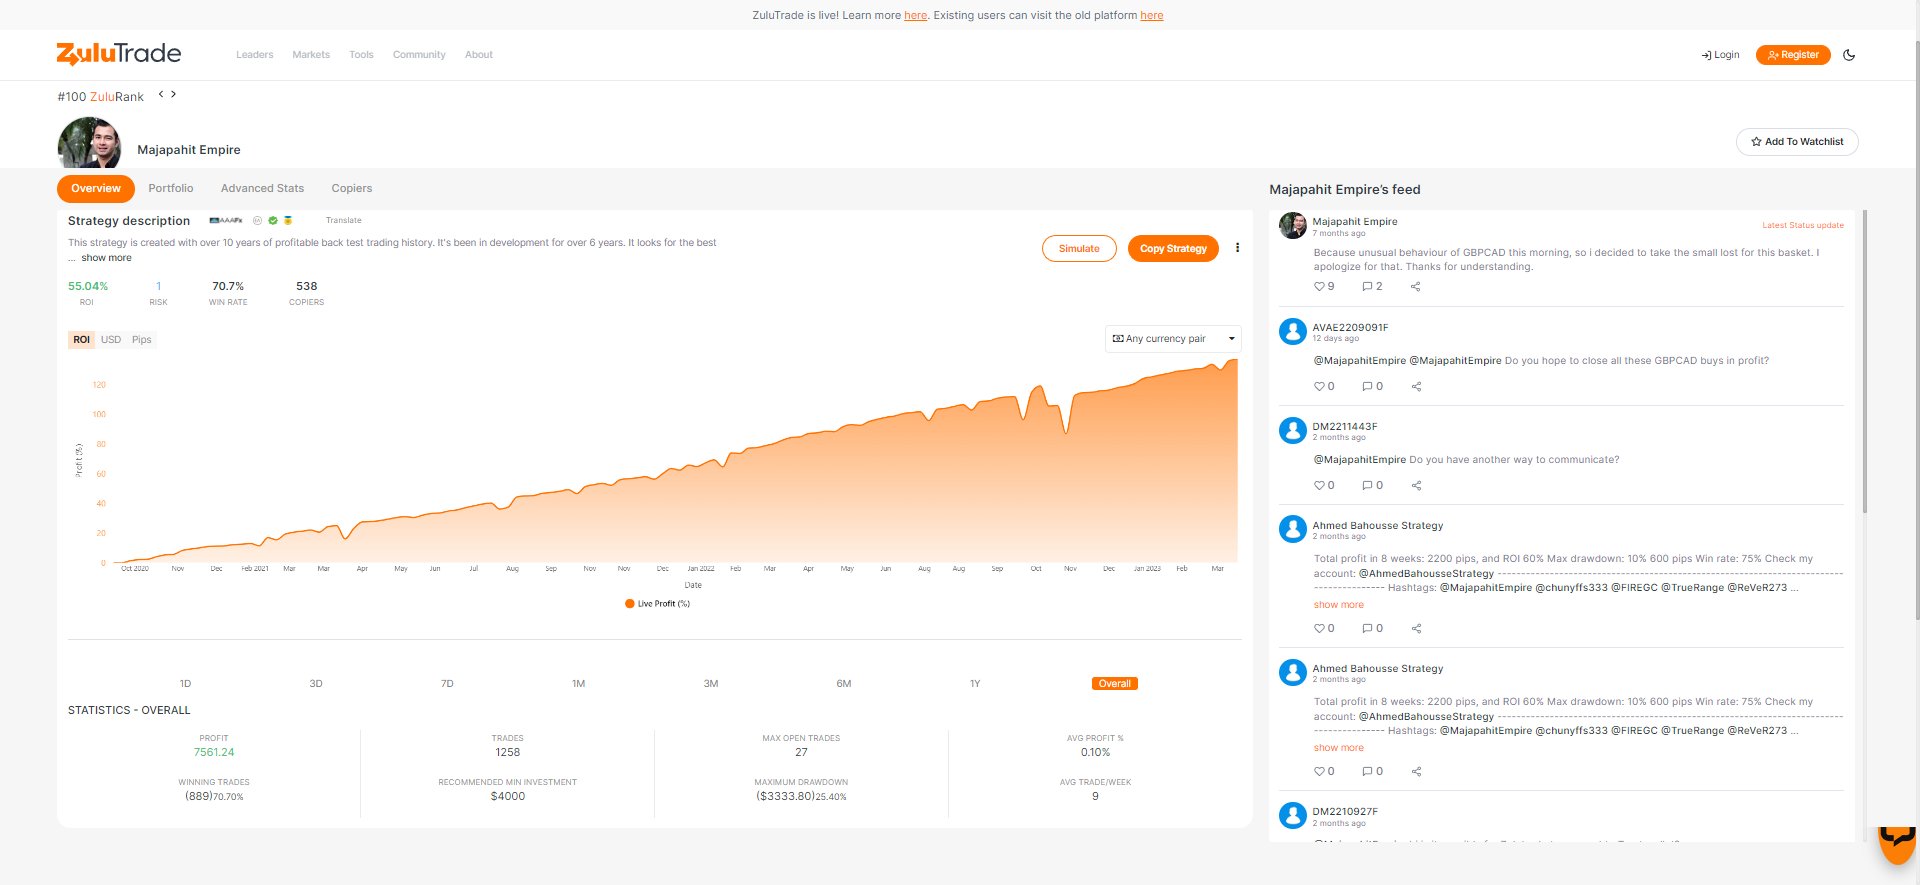 ZuluTrade is live! Learn more here. Existing users can visit the old platform here
ZuluTrade
Leaders Markets Tools Community About
Login Register
#100 ZuluRank < >
Majapahit Empire
Add To Watchlist
Overview Portfolio Advanced Stats Copiers
Strategy description AAAFx Translate
This strategy is created with over 10 years of profitable back test trading history. It's been in development for over 6 years. It looks for the best
... show more
Simulate Copy Strategy
55.04% 1 70.7% 538
ROI RISK WIN RATE COPIERS
ROI USD Pips
Any currency pair
120
100
80
60
40
20
0
Profit (%)
Oct 2020 Nov Dec Feb 2021 Mar Mar Apr May Jun Jul Aug Sep Nov Nov Dec Jan 2022 Feb Mar Apr May Jun Aug Aug Sep Oct Nov Dec Jan 2023 Feb Mar
Date
Live Profit (%)
1D 3D 7D 1M 3M 6M 1Y Overall
STATISTICS - OVERALL
PROFIT TRADES MAX OPEN TRADES AVG PROFIT %
7561.24 1258 27 0.10%
WINNING TRADES RECOMMENDED MIN INVESTMENT MAXIMUM DRAWDOWN AVG TRADE/WEEK
(889)70.70% $4000 ($3333.80)25.40% 9
Majapahit Empire's feed
Majapahit Empire
7 months ago
Latest Status update
Because unusual behaviour of GBPCAD this morning, so i decided to take the small lost for this basket. I
apologize for that. Thanks for understanding.
9 2
AVAE2209091F
12 days ago
@MajapahitEmpire @MajapahitEmpire Do you hope to close all these GBPCAD buys in profit?
0 0
DM2211443F
2 months ago
@MajapahitEmpire Do you have another way to communicate?
0 0
Ahmed Bahousse Strategy
2 months ago
Total profit in 8 weeks: 2200 pips, and ROI 60% Max drawdown: 10% 600 pips Win rate: 75% Check my
account: @AhmedBahousseStrategy ------------------------------------------------------------
--------------- Hashtags: @MajapahitEmpire @chunyffs333 @FIREGC @TrueRange @ReVeR273 ...
show more
0 0
Ahmed Bahousse Strategy
2 months ago
Total profit in 8 weeks: 2200 pips, and ROI 60% Max drawdown: 10% 600 pips Win rate: 75% Check my
account: @AhmedBahousseStrategy ------------------------------------------------------------
--------------- Hashtags: @MajapahitEmpire @chunyffs333 @FIREGC @TrueRange @ReVeR273 ...
show more
0 0
DM2210927F
2 months ago